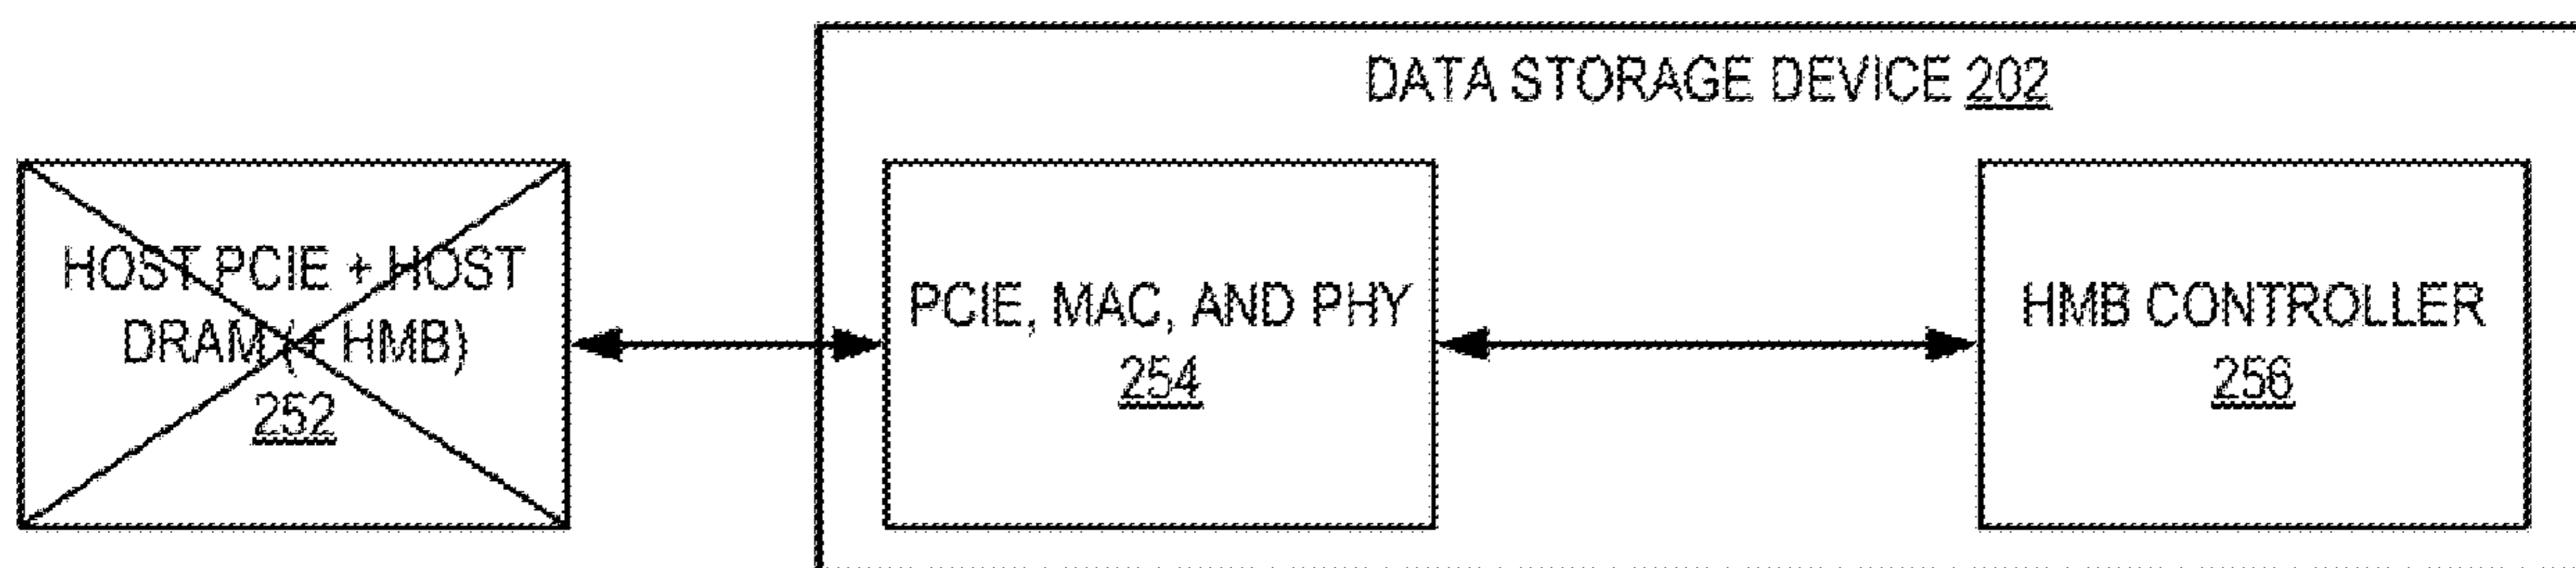 DATA STORAGE DEVICE 202
HOST PCIE + HOST
DRAM (+ HMB)
252
PCIE, MAC, AND PHY
254
HMB CONTROLLER
256